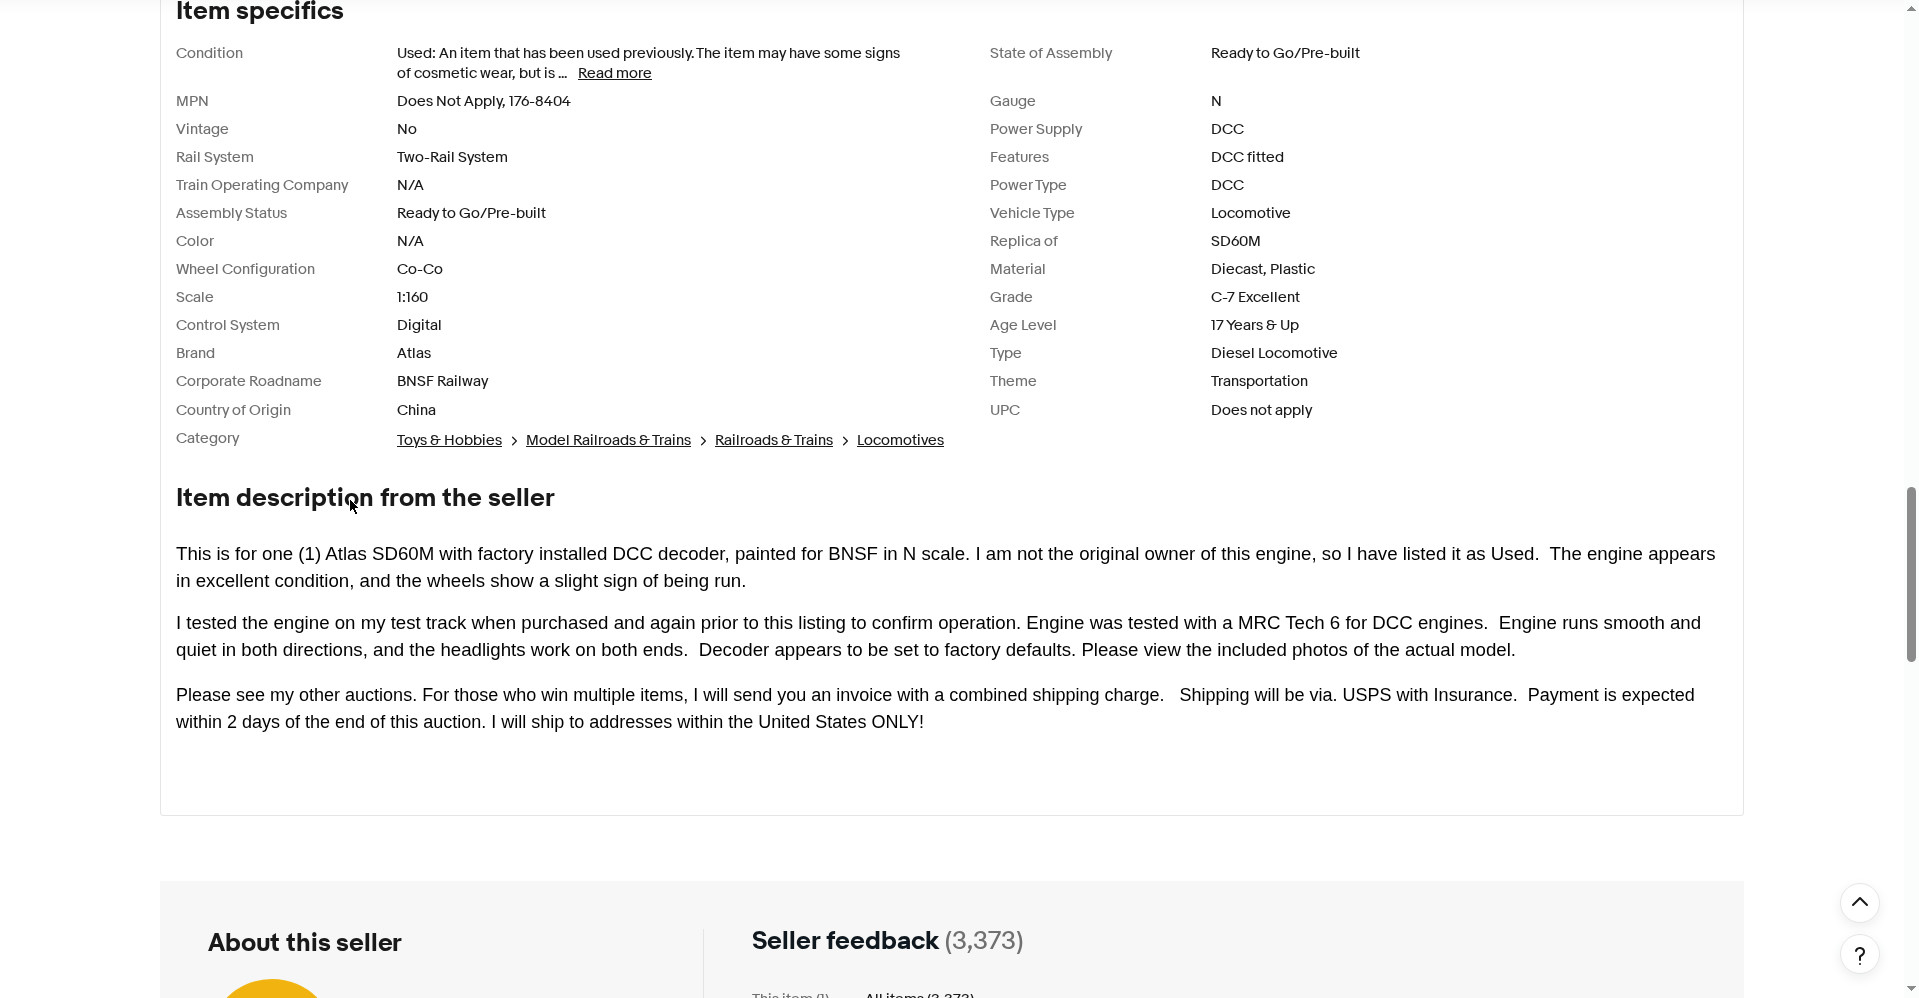 Item specifics
Condition
Used: An item that has been used previously. The item may have some signs
of cosmetic wear, but is ... Read more
State of Assembly
Ready to Go/Pre-built
MPN
Does Not Apply, 176-8404
Gauge
N
Vintage
No
Power Supply
DCC
Rail System
Two-Rail System
Features
DCC fitted
Train Operating Company
N/A
Power Type
DCC
Assembly Status
Ready to Go/Pre-built
Vehicle Type
Locomotive
Color
N/A
Replica of
SD60M
Wheel Configuration
Co-Co
Material
Diecast, Plastic
Scale
1:160
Grade
C-7 Excellent
Control System
Digital
Age Level
17 Years & Up
Brand
Atlas
Type
Diesel Locomotive
Corporate Roadname
BNSF Railway
Theme
Transportation
Country of Origin
China
UPC
Does not apply
Category
Toys & Hobbies > Model Railroads & Trains > Railroads & Trains > Locomotives
Item description from the seller
This is for one (1) Atlas SD60M with factory installed DCC decoder, painted for BNSF in N scale. I am not the original owner of this engine, so I have listed it as Used.  The engine appears
in excellent condition, and the wheels show a slight sign of being run.
I tested the engine on my test track when purchased and again prior to this listing to confirm operation. Engine was tested with a MRC Tech 6 for DCC engines.  Engine runs smooth and
quiet in both directions, and the headlights work on both ends.  Decoder appears to be set to factory defaults. Please view the included photos of the actual model.
Please see my other auctions. For those who win multiple items, I will send you an invoice with a combined shipping charge.   Shipping will be via. USPS with Insurance.  Payment is expected
within 2 days of the end of this auction. I will ship to addresses within the United States ONLY!
About this seller
Seller feedback (3,373)
This item (1)
All items (3,373)
?